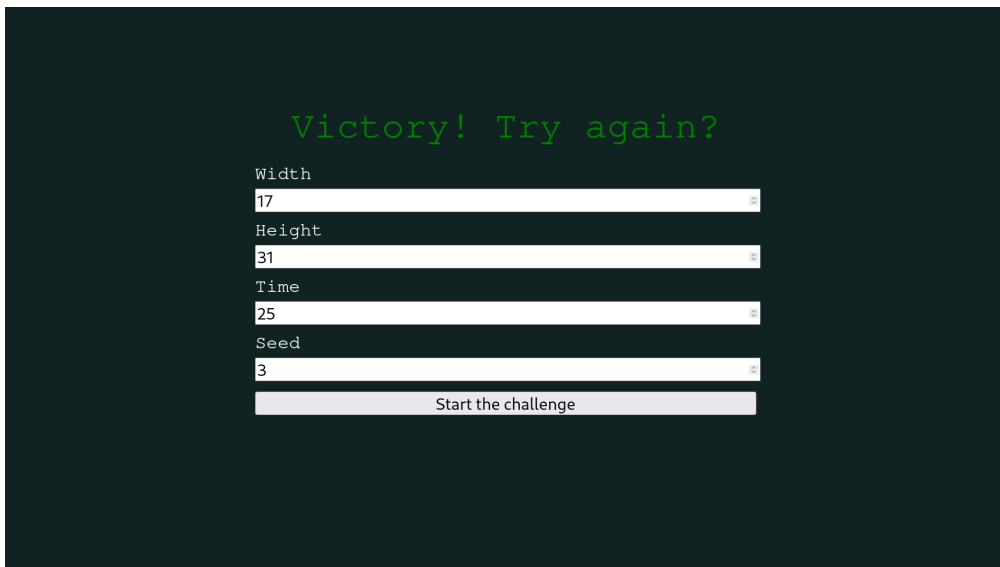 Victory! Try again?
Width
17
Height
31
Time
25
Seed
3
Start the challenge